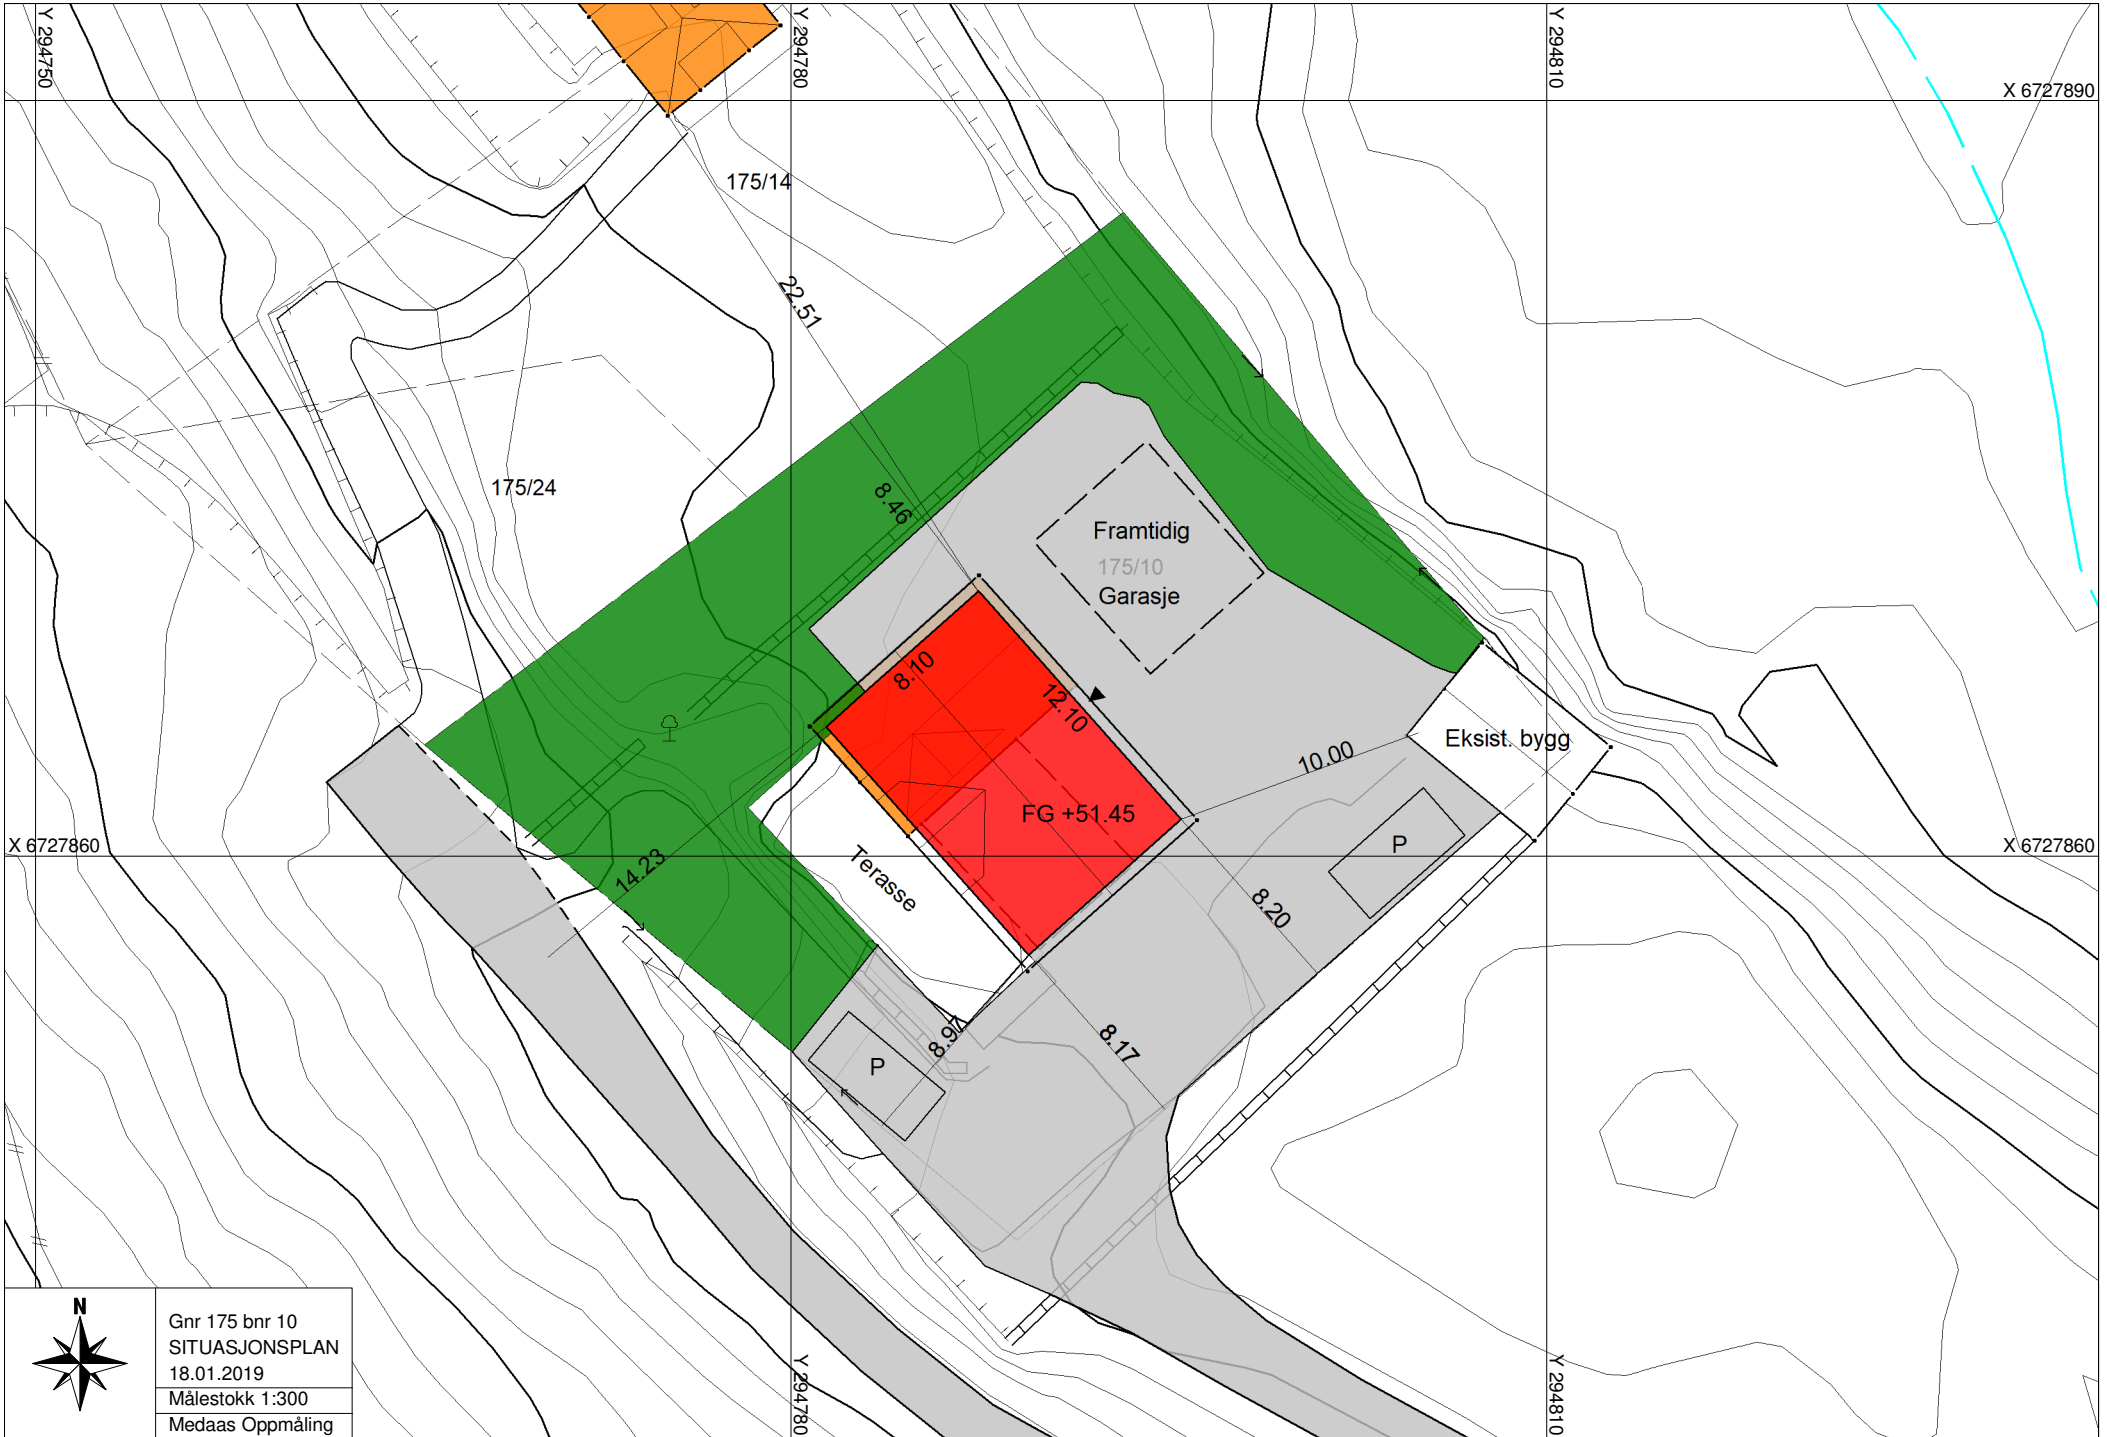 Y 294750
Y 294780
Y 294810
X 6727890
175/14
22.51
175/24
8.46
Framtidig
175/10
Garasje
8.10
12.10
10.00
Eksist. bygg
FG +51.45
P
X 6727860
X 6727860
14.23
Terasse
8.20
8.97
8.17
P
N
Gnr 175 bnr 10
SITUASJONSPLAN
18.01.2019
Målestokk 1:300
Medaas Oppmåling
Y 294780
Y 294810